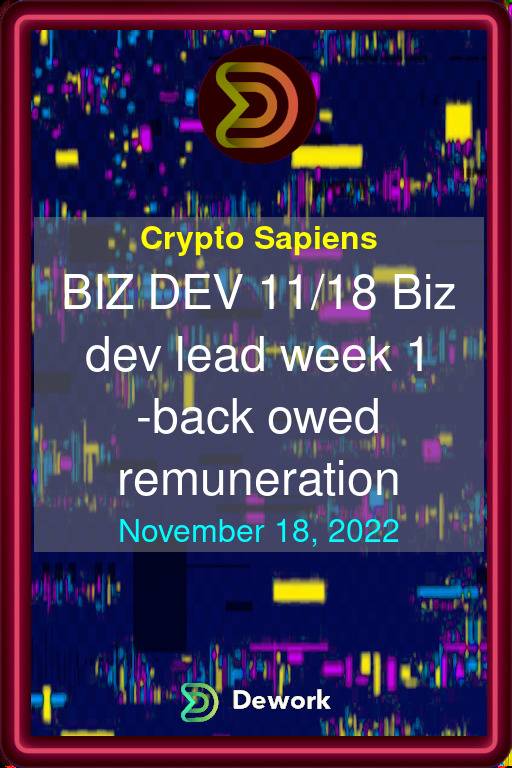 Crypto Sapiens
BIZ DEV 11/18 Biz
dev lead week 1
-back owed
remuneration
November 18, 2022
Dework